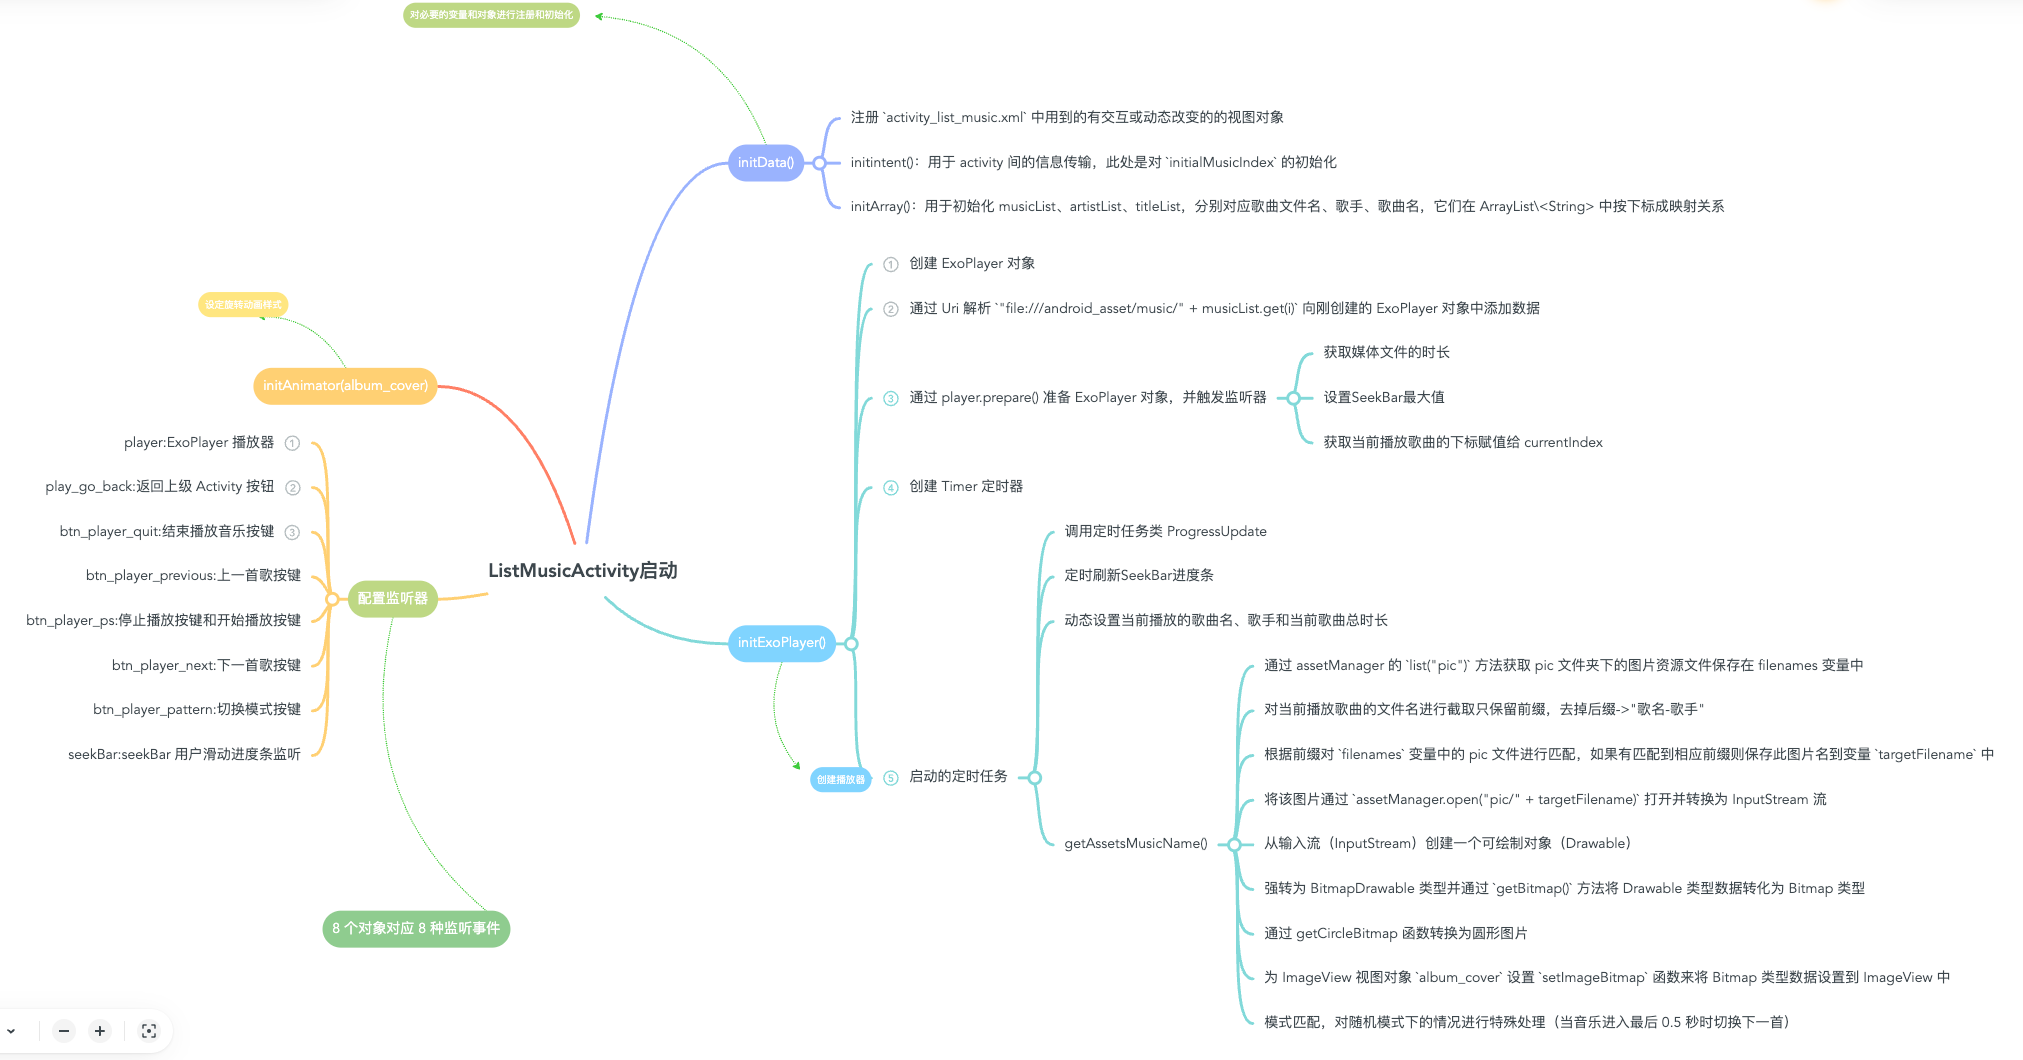 对必要的变量和对象进行注册和初始化
注册 `activity_list_music.xml` 中用到的有交互或动态改变的的视图对象
initData()
initintent()：用于 activity 间的信息传输，此处是对 `initialMusicIndex` 的初始化
initArray()：用于初始化 musicList、artistList、titleList，分别对应歌曲文件名、歌手、歌曲名，它们在 ArrayList\<String> 中按下标成映射关系
1 创建 ExoPlayer 对象
2 通过 Uri 解析 `"file:///android_asset/music/" + musicList.get(i)` 向刚创建的 ExoPlayer 对象中添加数据
3 通过 player.prepare() 准备 ExoPlayer 对象，并触发监听器
获取媒体文件的时长
设置SeekBar最大值
获取当前播放歌曲的下标赋值给 currentIndex
4 创建 Timer 定时器
设定旋转动画样式
initAnimator(album_cover)
player:ExoPlayer 播放器 1
play_go_back:返回上级 Activity 按钮 2
btn_player_quit:结束播放音乐按键 3
btn_player_previous:上一首歌按键
btn_player_ps:停止播放按键和开始播放按键
btn_player_next:下一首歌按键
btn_player_pattern:切换模式按键
seekBar:seekBar 用户滑动进度条监听
配置监听器
ListMusicActivity启动
initExoPlayer()
创建播放器
5 启动的定时任务
调用定时任务类 ProgressUpdate
定时刷新SeekBar进度条
动态设置当前播放的歌曲名、歌手和当前歌曲总时长
getAssetsMusicName()
通过 assetManager 的 `list("pic")` 方法获取 pic 文件夹下的图片资源文件保存在 filenames 变量中
对当前播放歌曲的文件名进行截取只保留前缀，去掉后缀->"歌名-歌手"
根据前缀对 `filenames` 变量中的 pic 文件进行匹配，如果有匹配到相应前缀则保存此图片名到变量 `targetFilename` 中
将该图片通过 `assetManager.open("pic/" + targetFilename)` 打开并转换为 InputStream 流
从输入流（InputStream）创建一个可绘制对象（Drawable）
强转为 BitmapDrawable 类型并通过 `getBitmap()` 方法将 Drawable 类型数据转化为 Bitmap 类型
通过 getCircleBitmap 函数转换为圆形图片
为 ImageView 视图对象 `album_cover` 设置 `setImageBitmap` 函数来将 Bitmap 类型数据设置到 ImageView 中
模式匹配，对随机模式下的情况进行特殊处理（当音乐进入最后 0.5 秒时切换下一首）
8 个对象对应 8 种监听事件